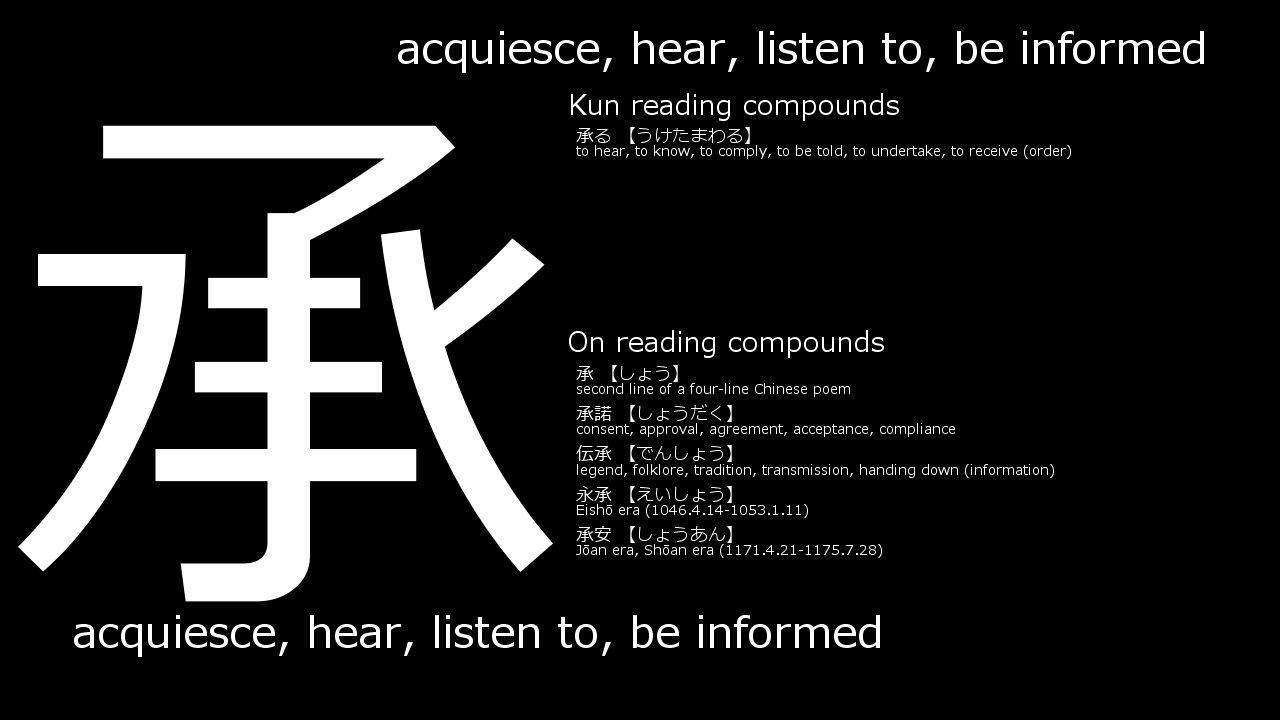 acquiesce, hear, listen to, be informed
承
Kun reading compounds
承る 【うけたまわる】
to hear, to know, to comply, to be told, to undertake, to receive (order)
On reading compounds
承 【しょう】
second line of a four-line Chinese poem
承諾 【しょうだく】
consent, approval, agreement, acceptance, compliance
伝承 【でんしょう】
legend, folklore, tradition, transmission, handing down (information)
永承 【えいしょう】
Eishō era (1046.4.14-1053.1.11)
承安 【しょうあん】
Jōan era, Shōan era (1171.4.21-1175.7.28)
acquiesce, hear, listen to, be informed